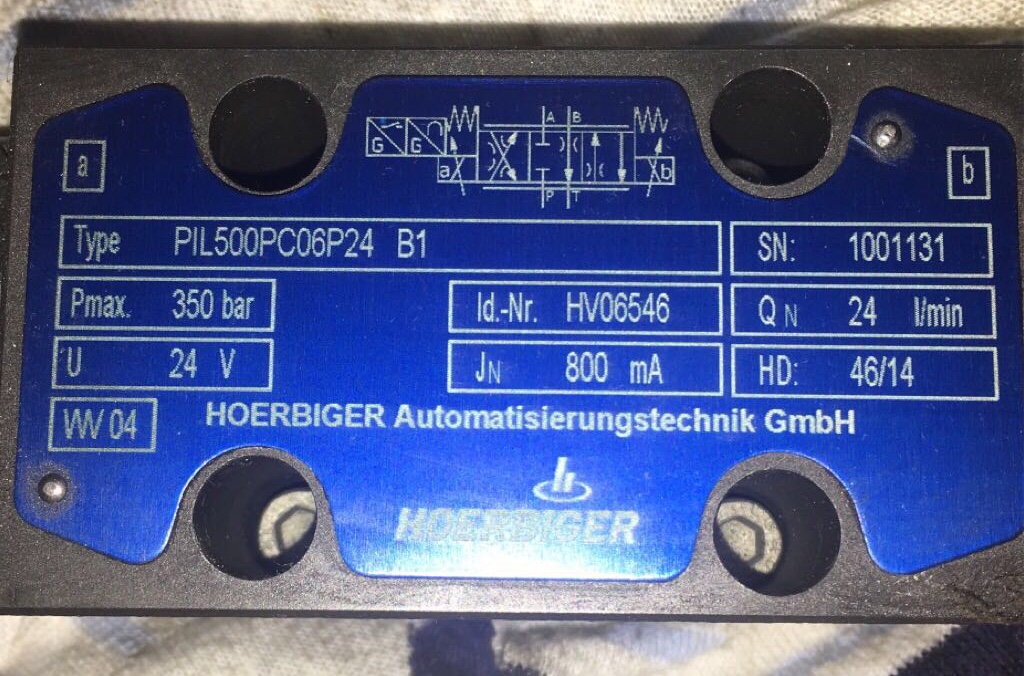 A B
G G
a b
P T
a b
Type PIL500PC06P24 B1 SN: 1001131
Pmax. 350 bar Id.-Nr. HV06546 QN 24 l/min
U 24 V JN 800 mA HD: 46/14
VW 04 HOERBIGER Automatisierungstechnik GmbH
HOERBIGER